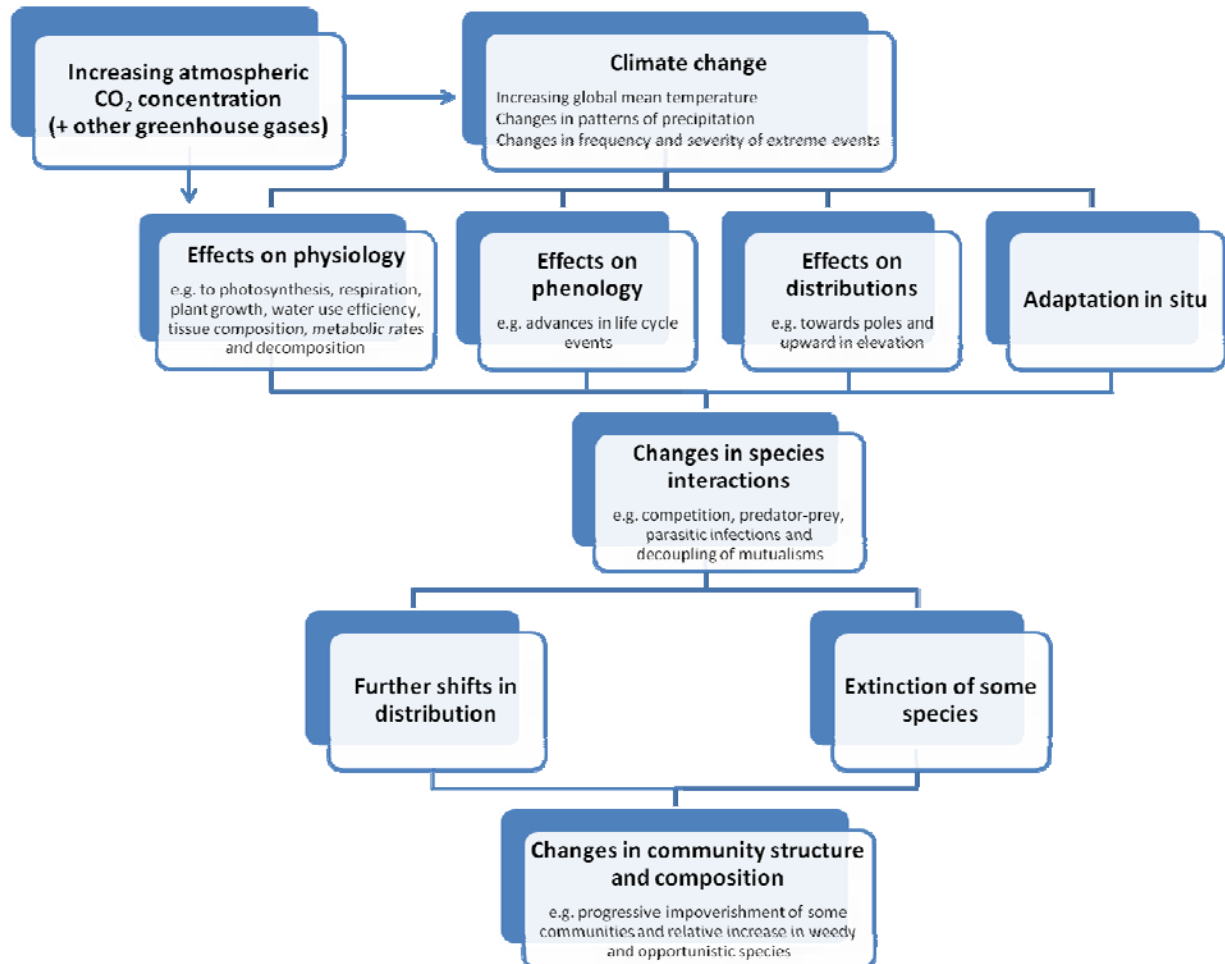 Increasing atmospheric
CO₂ concentration
(+ other greenhouse gases)
Climate change
Increasing global mean temperature
Changes in patterns of precipitation
Changes in frequency and severity of extreme events
Effects on physiology
e.g. to photosynthesis, respiration,
plant growth, water use efficiency,
tissue composition, metabolic rates
and decomposition
Effects on
phenology
e.g. advances in life cycle
events
Effects on
distributions
e.g. towards poles and
upward in elevation
Adaptation in situ
Changes in species
interactions
e.g. competition, predator-prey,
parasitic infections and
decoupling of mutualisms
Further shifts in
distribution
Extinction of some
species
Changes in community structure
and composition
e.g. progressive impoverishment of some
communities and relative increase in weedy
and opportunistic species